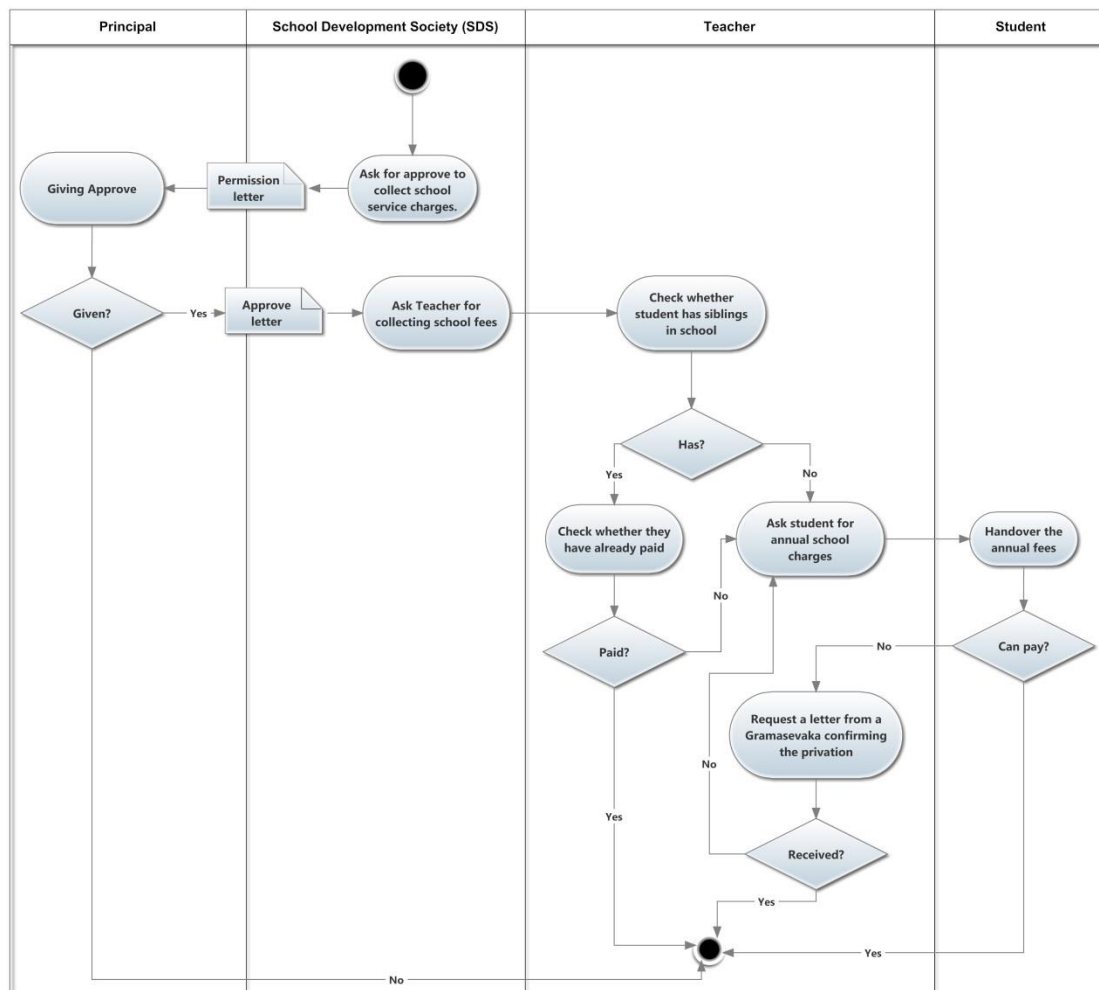 Principal
School Development Society (SDS)
Teacher
Student
Giving Approve
Permission
letter
Ask for approve to
collect school
service charges.
Given?
Yes
Approve
letter
Ask Teacher for
collecting school fees
Check whether
student has siblings
in school
Has?
Yes
No
Check whether they
have already paid
Ask student for
annual school
charges
Handover the
annual fees
No
Paid?
Can pay?
No
Request a letter from a
Gramasevaka confirming
the privation
No
Yes
Received?
Yes
Yes
No